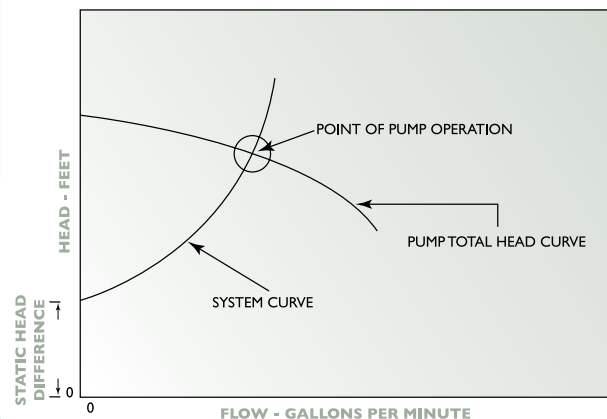 POINT OF PUMP OPERATION
HEAD - FEET
PUMP TOTAL HEAD CURVE
SYSTEM CURVE
STATIC HEAD
DIFFERENCE
0
0
FLOW - GALLONS PER MINUTE